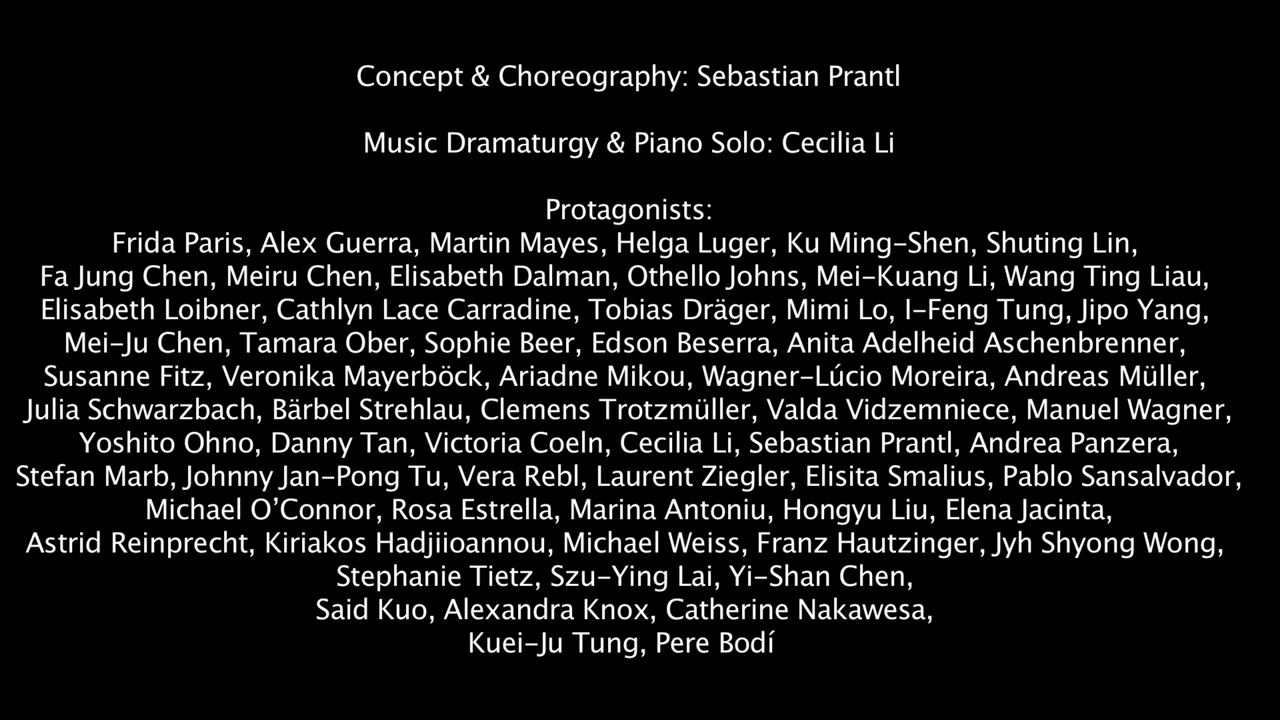 Concept & Choreography: Sebastian Prantl
Music Dramaturgy & Piano Solo: Cecilia Li
Protagonists:
Frida Paris, Alex Guerra, Martin Mayes, Helga Luger, Ku Ming-Shen, Shuting Lin,
Fa Jung Chen, Meiru Chen, Elisabeth Dalman, Othello Johns, Mei-Kuang Li, Wang Ting Liau,
Elisabeth Loibner, Cathlyn Lace Carradine, Tobias Dräger, Mimi Lo, I-Feng Tung, Jipo Yang,
Mei-Ju Chen, Tamara Ober, Sophie Beer, Edson Beserra, Anita Adelheid Aschenbrenner,
Susanne Fitz, Veronika Mayerböck, Ariadne Mikou, Wagner-Lúcio Moreira, Andreas Müller,
Julia Schwarzbach, Bärbel Strehlau, Clemens Trotzmüller, Valda Vidzemniece, Manuel Wagner,
Yoshito Ohno, Danny Tan, Victoria Coeln, Cecilia Li, Sebastian Prantl, Andrea Panzera,
Stefan Marb, Johnny Jan-Pong Tu, Vera Rebl, Laurent Ziegler, Elisita Smalius, Pablo Sansalvador,
Michael O’Connor, Rosa Estrella, Marina Antoniu, Hongyu Liu, Elena Jacinta,
Astrid Reinprecht, Kiriakos Hadjiioannou, Michael Weiss, Franz Hautzinger, Jyh Shyong Wong,
Stephanie Tietz, Szu-Ying Lai, Yi-Shan Chen,
Said Kuo, Alexandra Knox, Catherine Nakawesa,
Kuei-Ju Tung, Pere Bodí